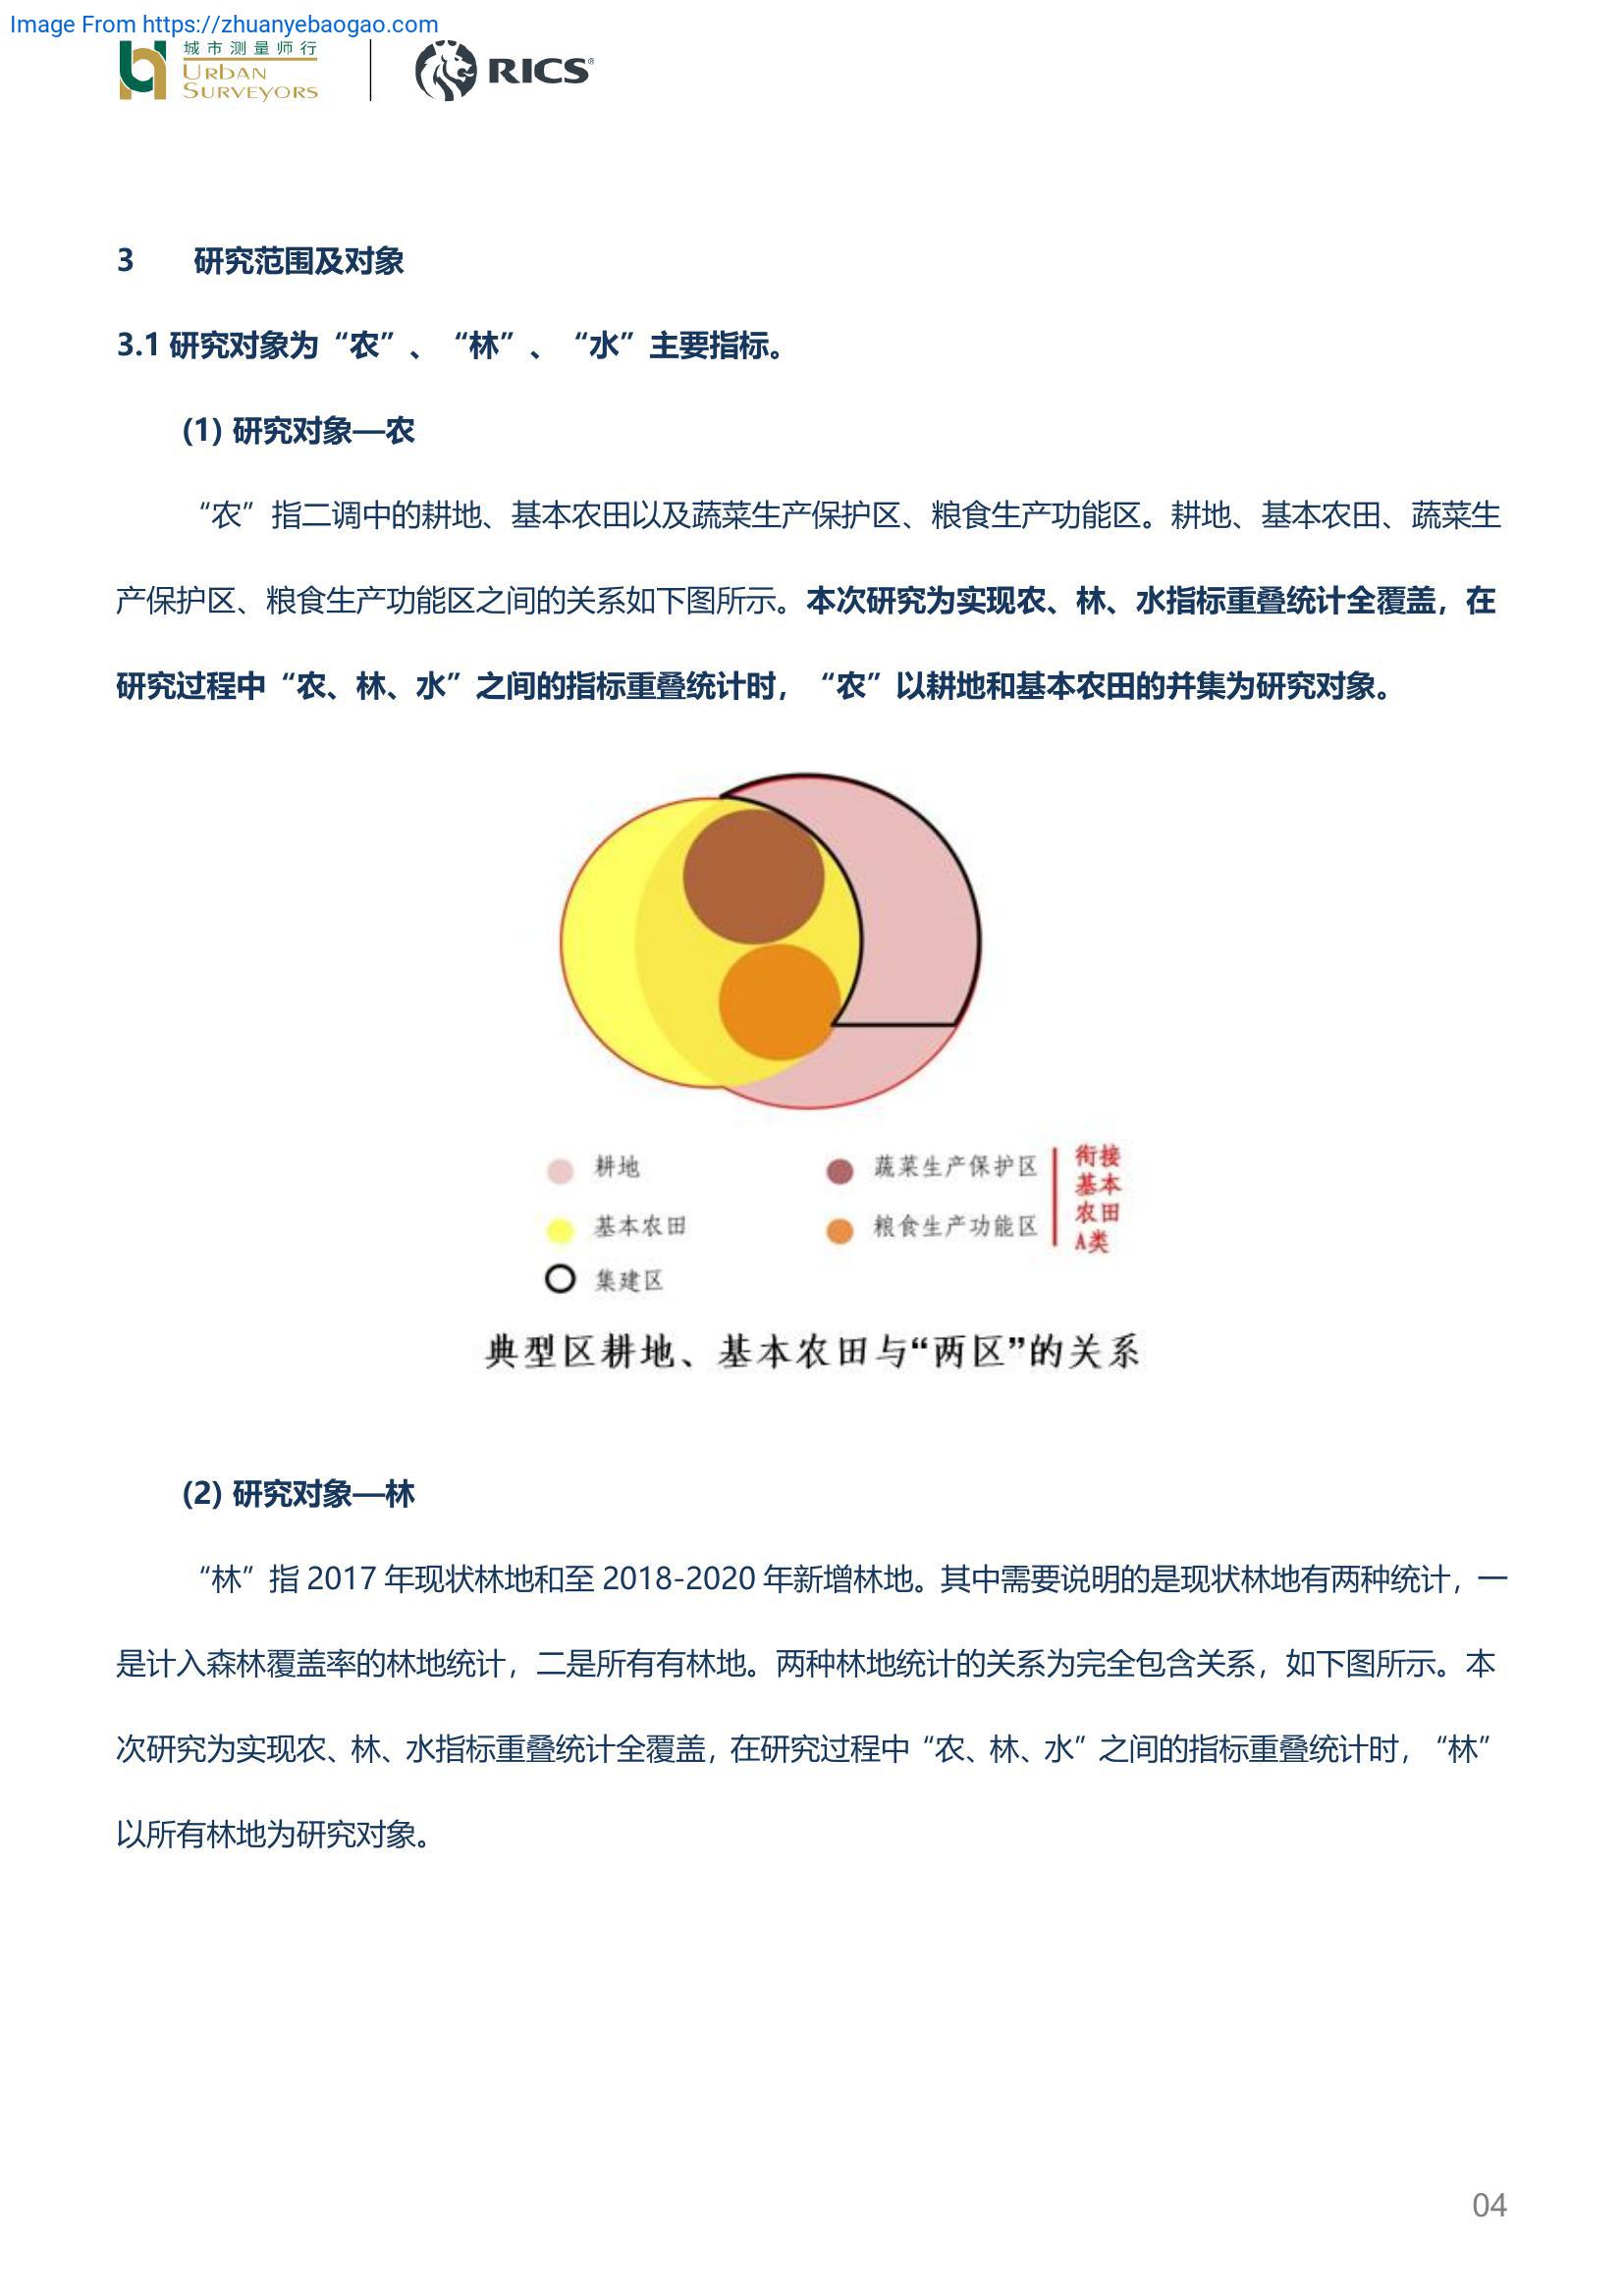 Image From https://zhuanyebaogao.com
城市测量师行
URBAN
SURVEYORS
RICS®
3 研究范围及对象
3.1 研究对象为“农”、“林”、“水”主要指标。
(1) 研究对象—农
“农”指二调中的耕地、基本农田以及蔬菜生产保护区、粮食生产功能区。耕地、基本农田、蔬菜生
产保护区、粮食生产功能区之间的关系如下图所示。本次研究为实现农、林、水指标重叠统计全覆盖，在
研究过程中“农、林、水”之间的指标重叠统计时，“农”以耕地和基本农田的并集为研究对象。
耕地
蔬菜生产保护区
基本农田
粮食生产功能区
集建区
衔接
基本
农田
A类
典型区耕地、基本农田与“两区”的关系
(2) 研究对象—林
“林”指 2017 年现状林地和至 2018-2020 年新增林地。其中需要说明的是现状林地有两种统计，一
是计入森林覆盖率的林地统计，二是所有有林地。两种林地统计的关系为完全包含关系，如下图所示。本
次研究为实现农、林、水指标重叠统计全覆盖，在研究过程中“农、林、水”之间的指标重叠统计时，“林”
以所有林地为研究对象。
04